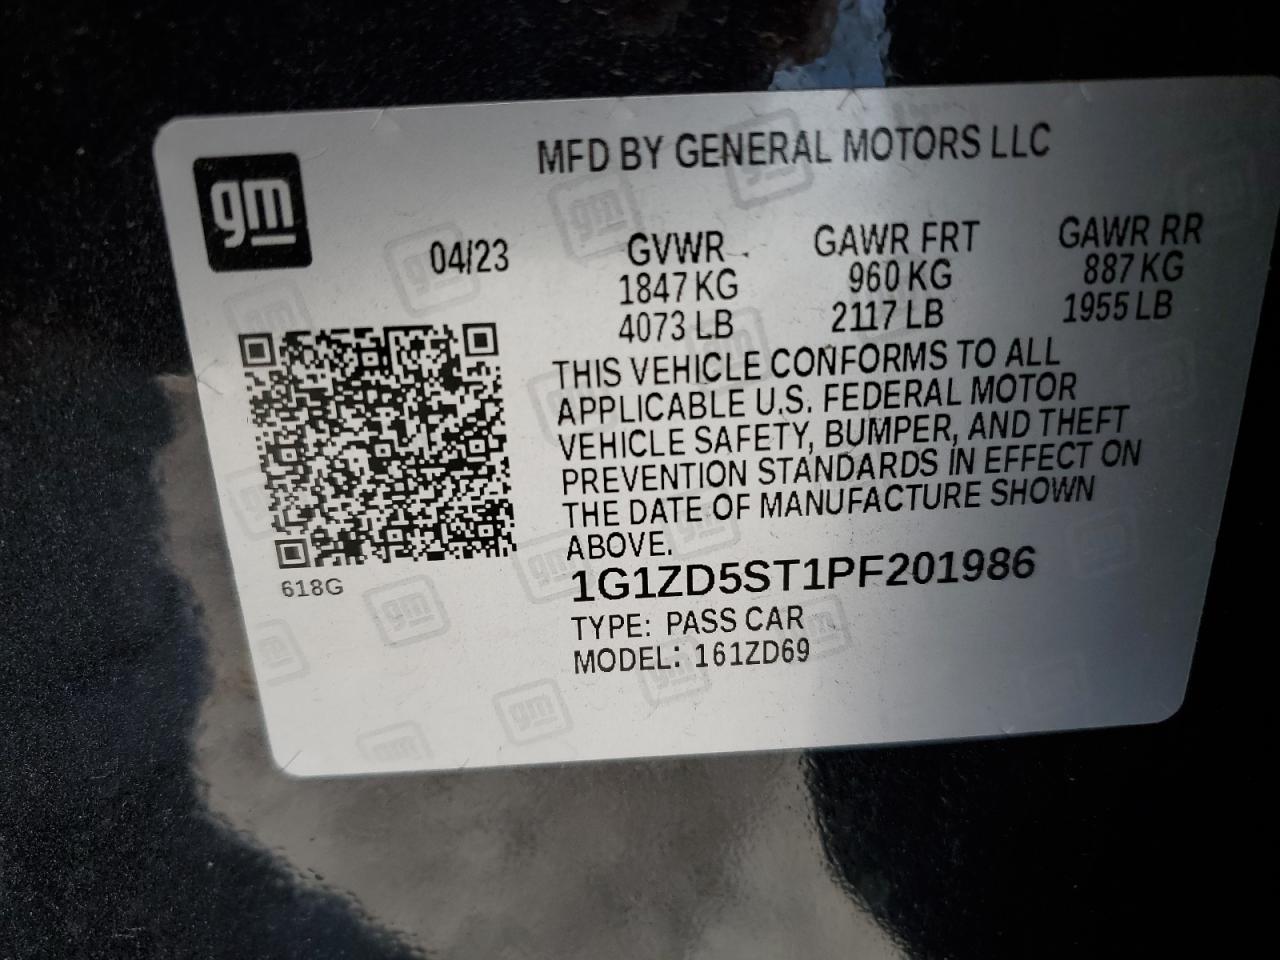 gm
MFD BY GENERAL MOTORS LLC
04/23
GVWR GAWR FRT GAWR RR
1847 KG 960 KG 887 KG
4073 LB 2117 LB 1955 LB
THIS VEHICLE CONFORMS TO ALL
APPLICABLE U.S. FEDERAL MOTOR
VEHICLE SAFETY, BUMPER, AND THEFT
PREVENTION STANDARDS IN EFFECT ON
THE DATE OF MANUFACTURE SHOWN
ABOVE.
618G
1G1ZD5ST1PF201986
TYPE: PASS CAR
MODEL: 161ZD69